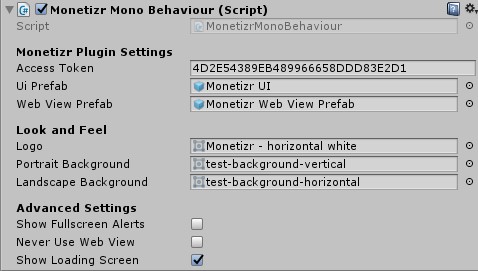 Monetizr Mono Behaviour (Script)
Script MonetizrMonoBehaviour
Monetizr Plugin Settings
Access Token 4D2E54389EB489966658DDD83E2D1
Ui Prefab Monetizr UI
Web View Prefab Monetizr Web View Prefab
Look and Feel
Logo Monetizr - horizontal white
Portrait Background test-background-vertical
Landscape Background test-background-horizontal
Advanced Settings
Show Fullscreen Alerts
Never Use Web View
Show Loading Screen